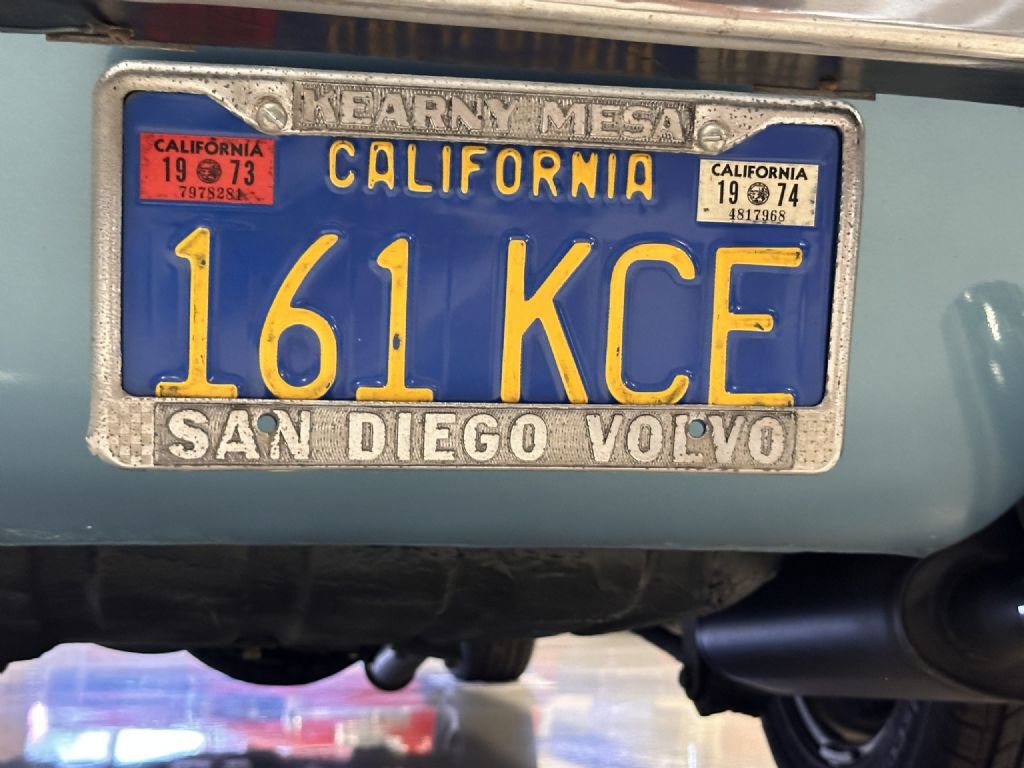 KEARNY MESA
CALIFORNIA
19 73
7978281
CALIFORNIA
CALIFORNIA
19 74
4817968
161 KCE
SAN DIEGO VOLVO